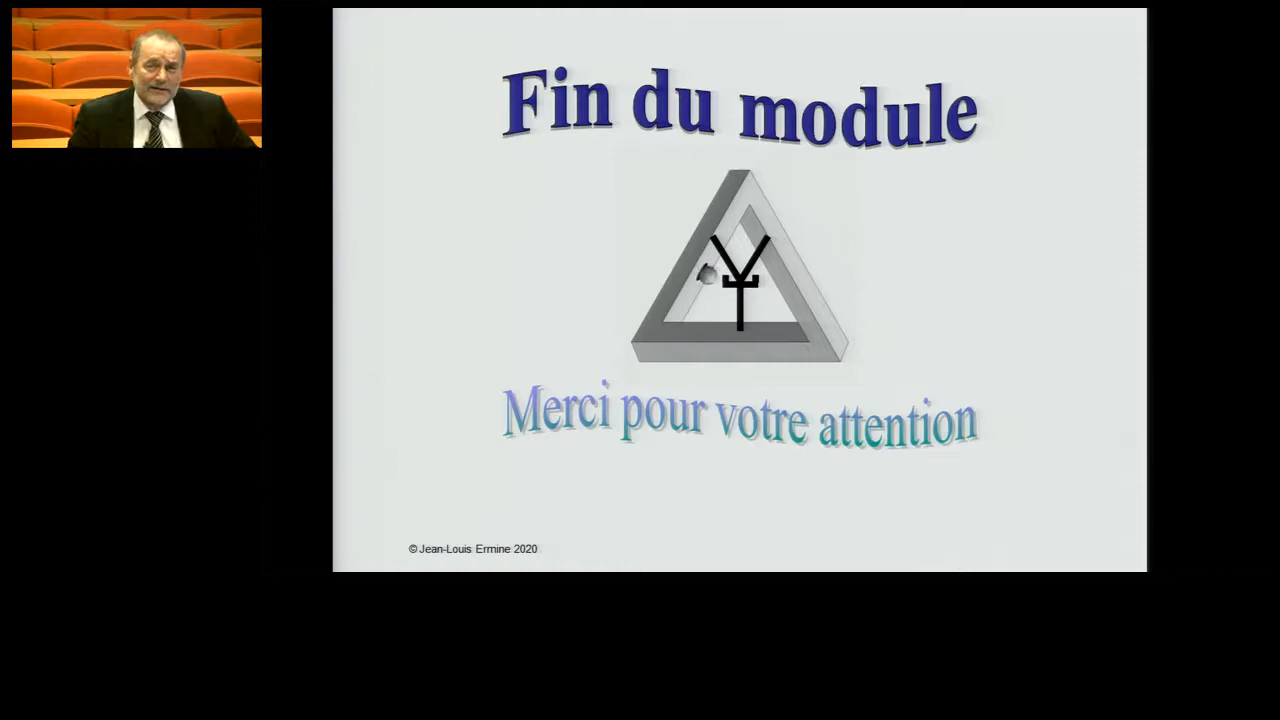 Fin du module
Merci pour votre attention
© Jean-Louis Ermine 2020